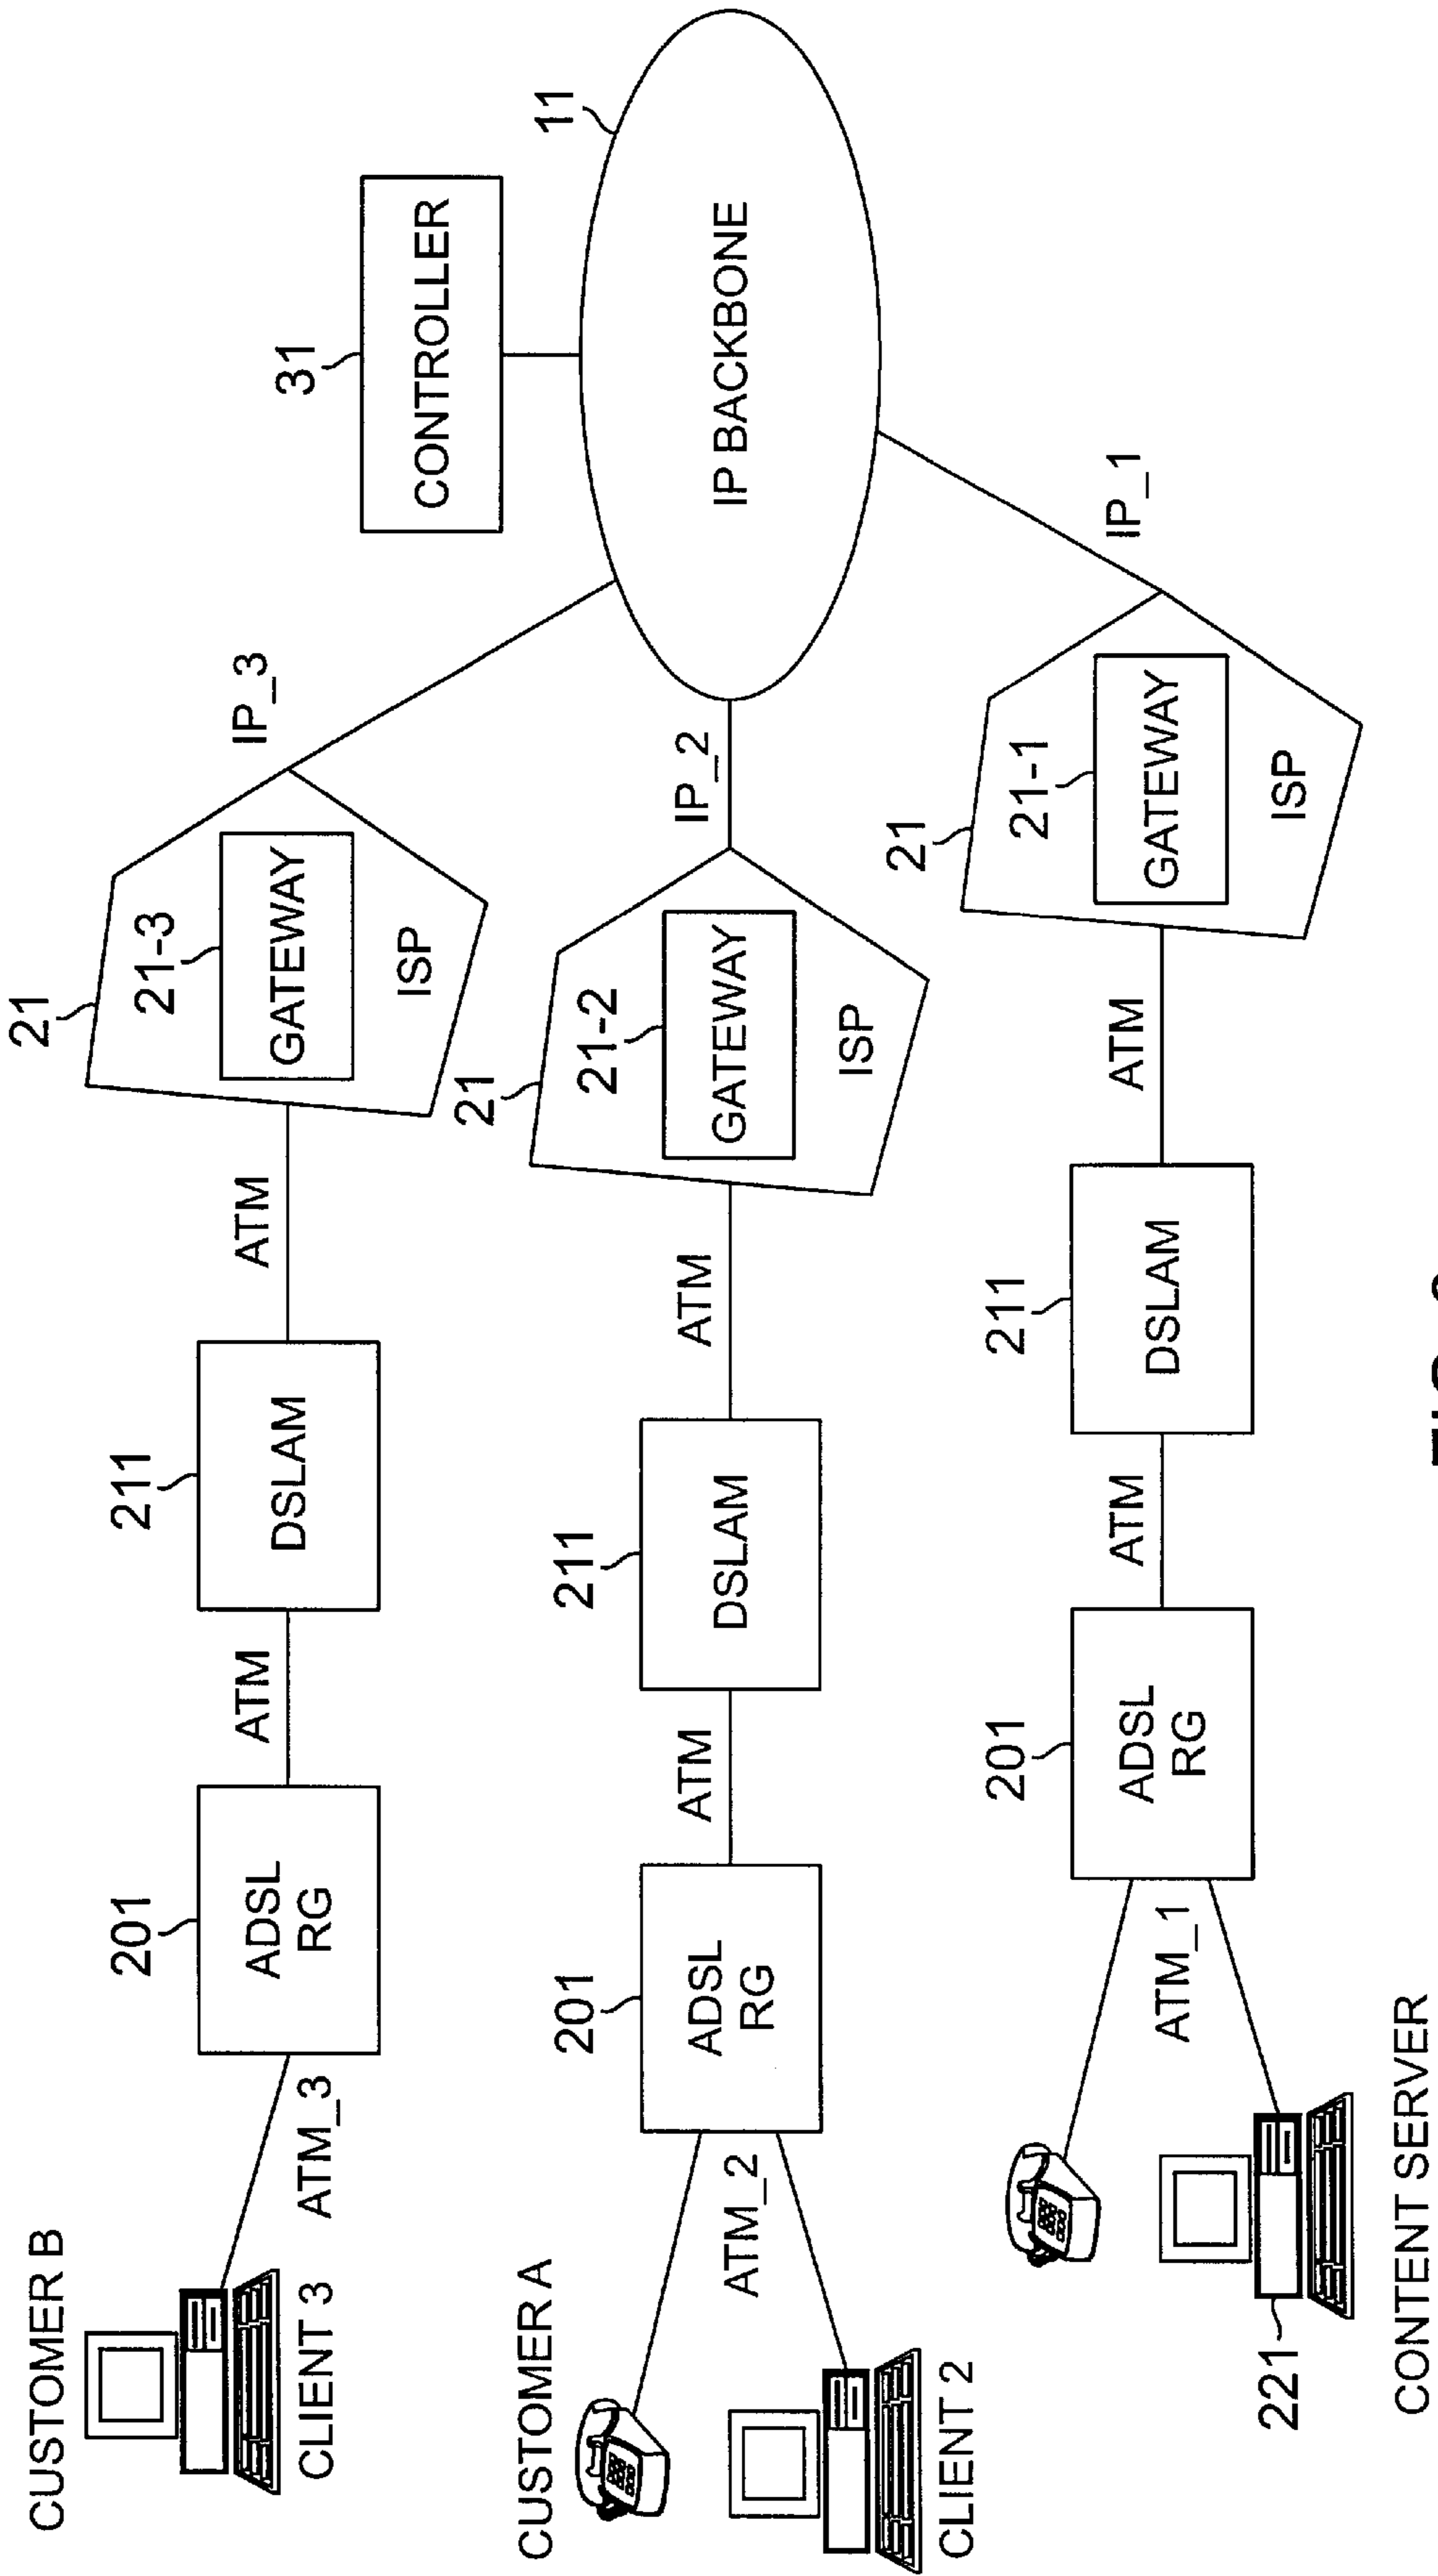 CUSTOMER B
CLIENT 3
ATM_3
201
ADSL
RG
ATM
211
DSLAM
ATM
21
21-3
GATEWAY
ISP
IP_3
31
CONTROLLER
11
IP BACKBONE
CUSTOMER A
CLIENT 2
ATM_2
201
ADSL
RG
ATM
211
DSLAM
ATM
21
21-2
GATEWAY
ISP
IP_2
221
CONTENT SERVER
ATM_1
201
ADSL
RG
ATM
211
DSLAM
ATM
21
21-1
GATEWAY
ISP
IP_1